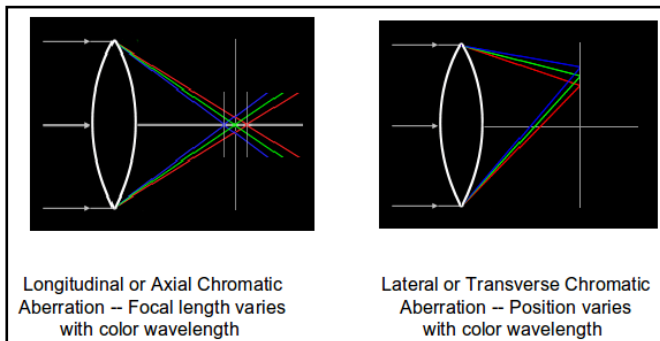 Longitudinal or Axial Chromatic
Aberration -- Focal length varies
with color wavelength
Lateral or Transverse Chromatic
Aberration -- Position varies
with color wavelength